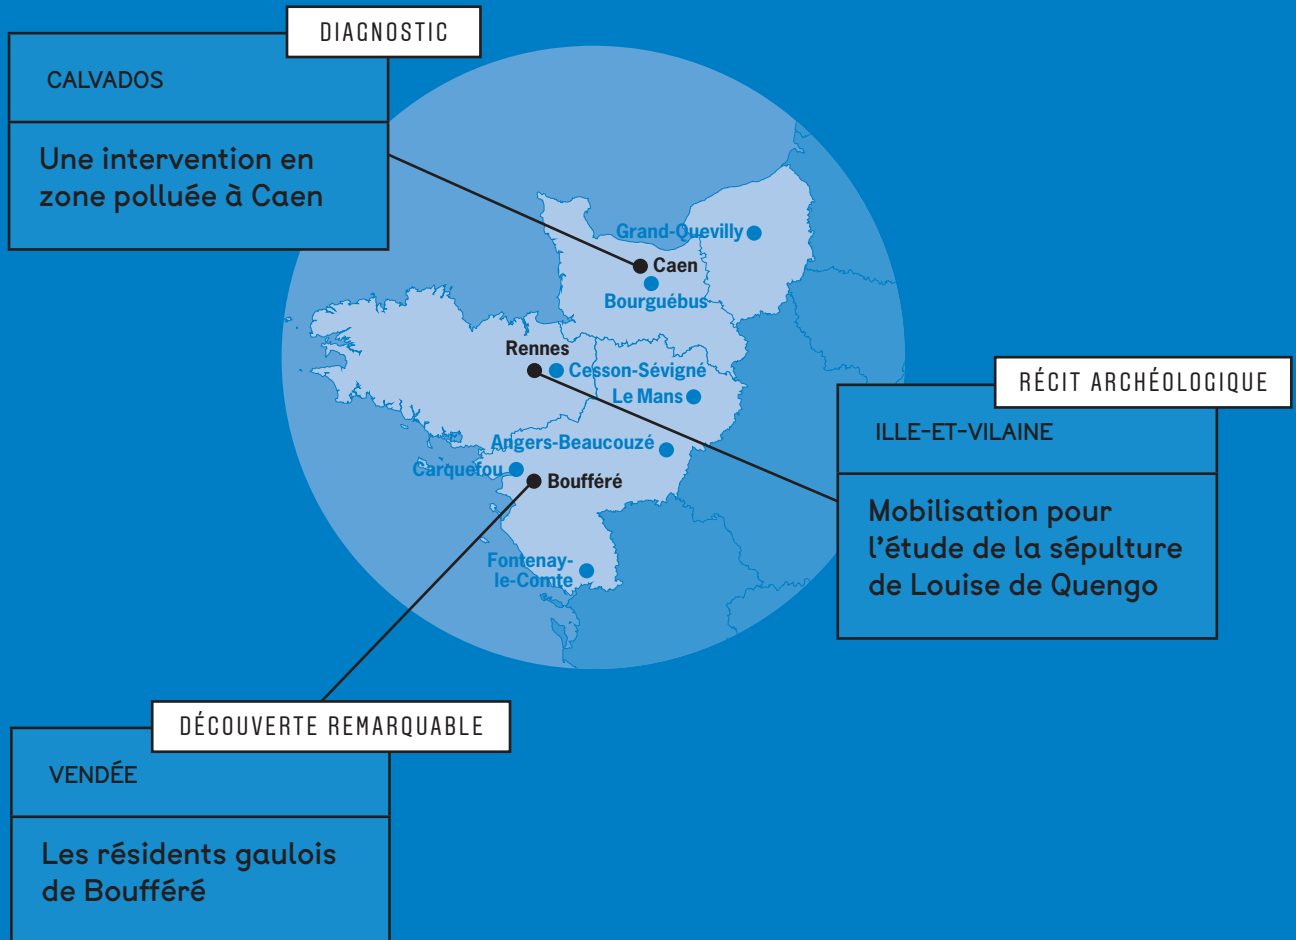 DIAGNOSTIC
CALVADOS
Une intervention en
zone polluée à Caen
Grand-Quevilly
Caen
Bourguébus
Rennes
Cesson-Sévigné
Le Mans
Angers-Beaucouzé
Carquefou
Boufféré
Fontenay-
le-Comte
RÉCIT ARCHÉOLOGIQUE
ILLE-ET-VILAINE
Mobilisation pour
l'étude de la sépulture
de Louise de Quengo
DÉCOUVERTE REMARQUABLE
VENDÉE
Les résidents gaulois
de Boufféré